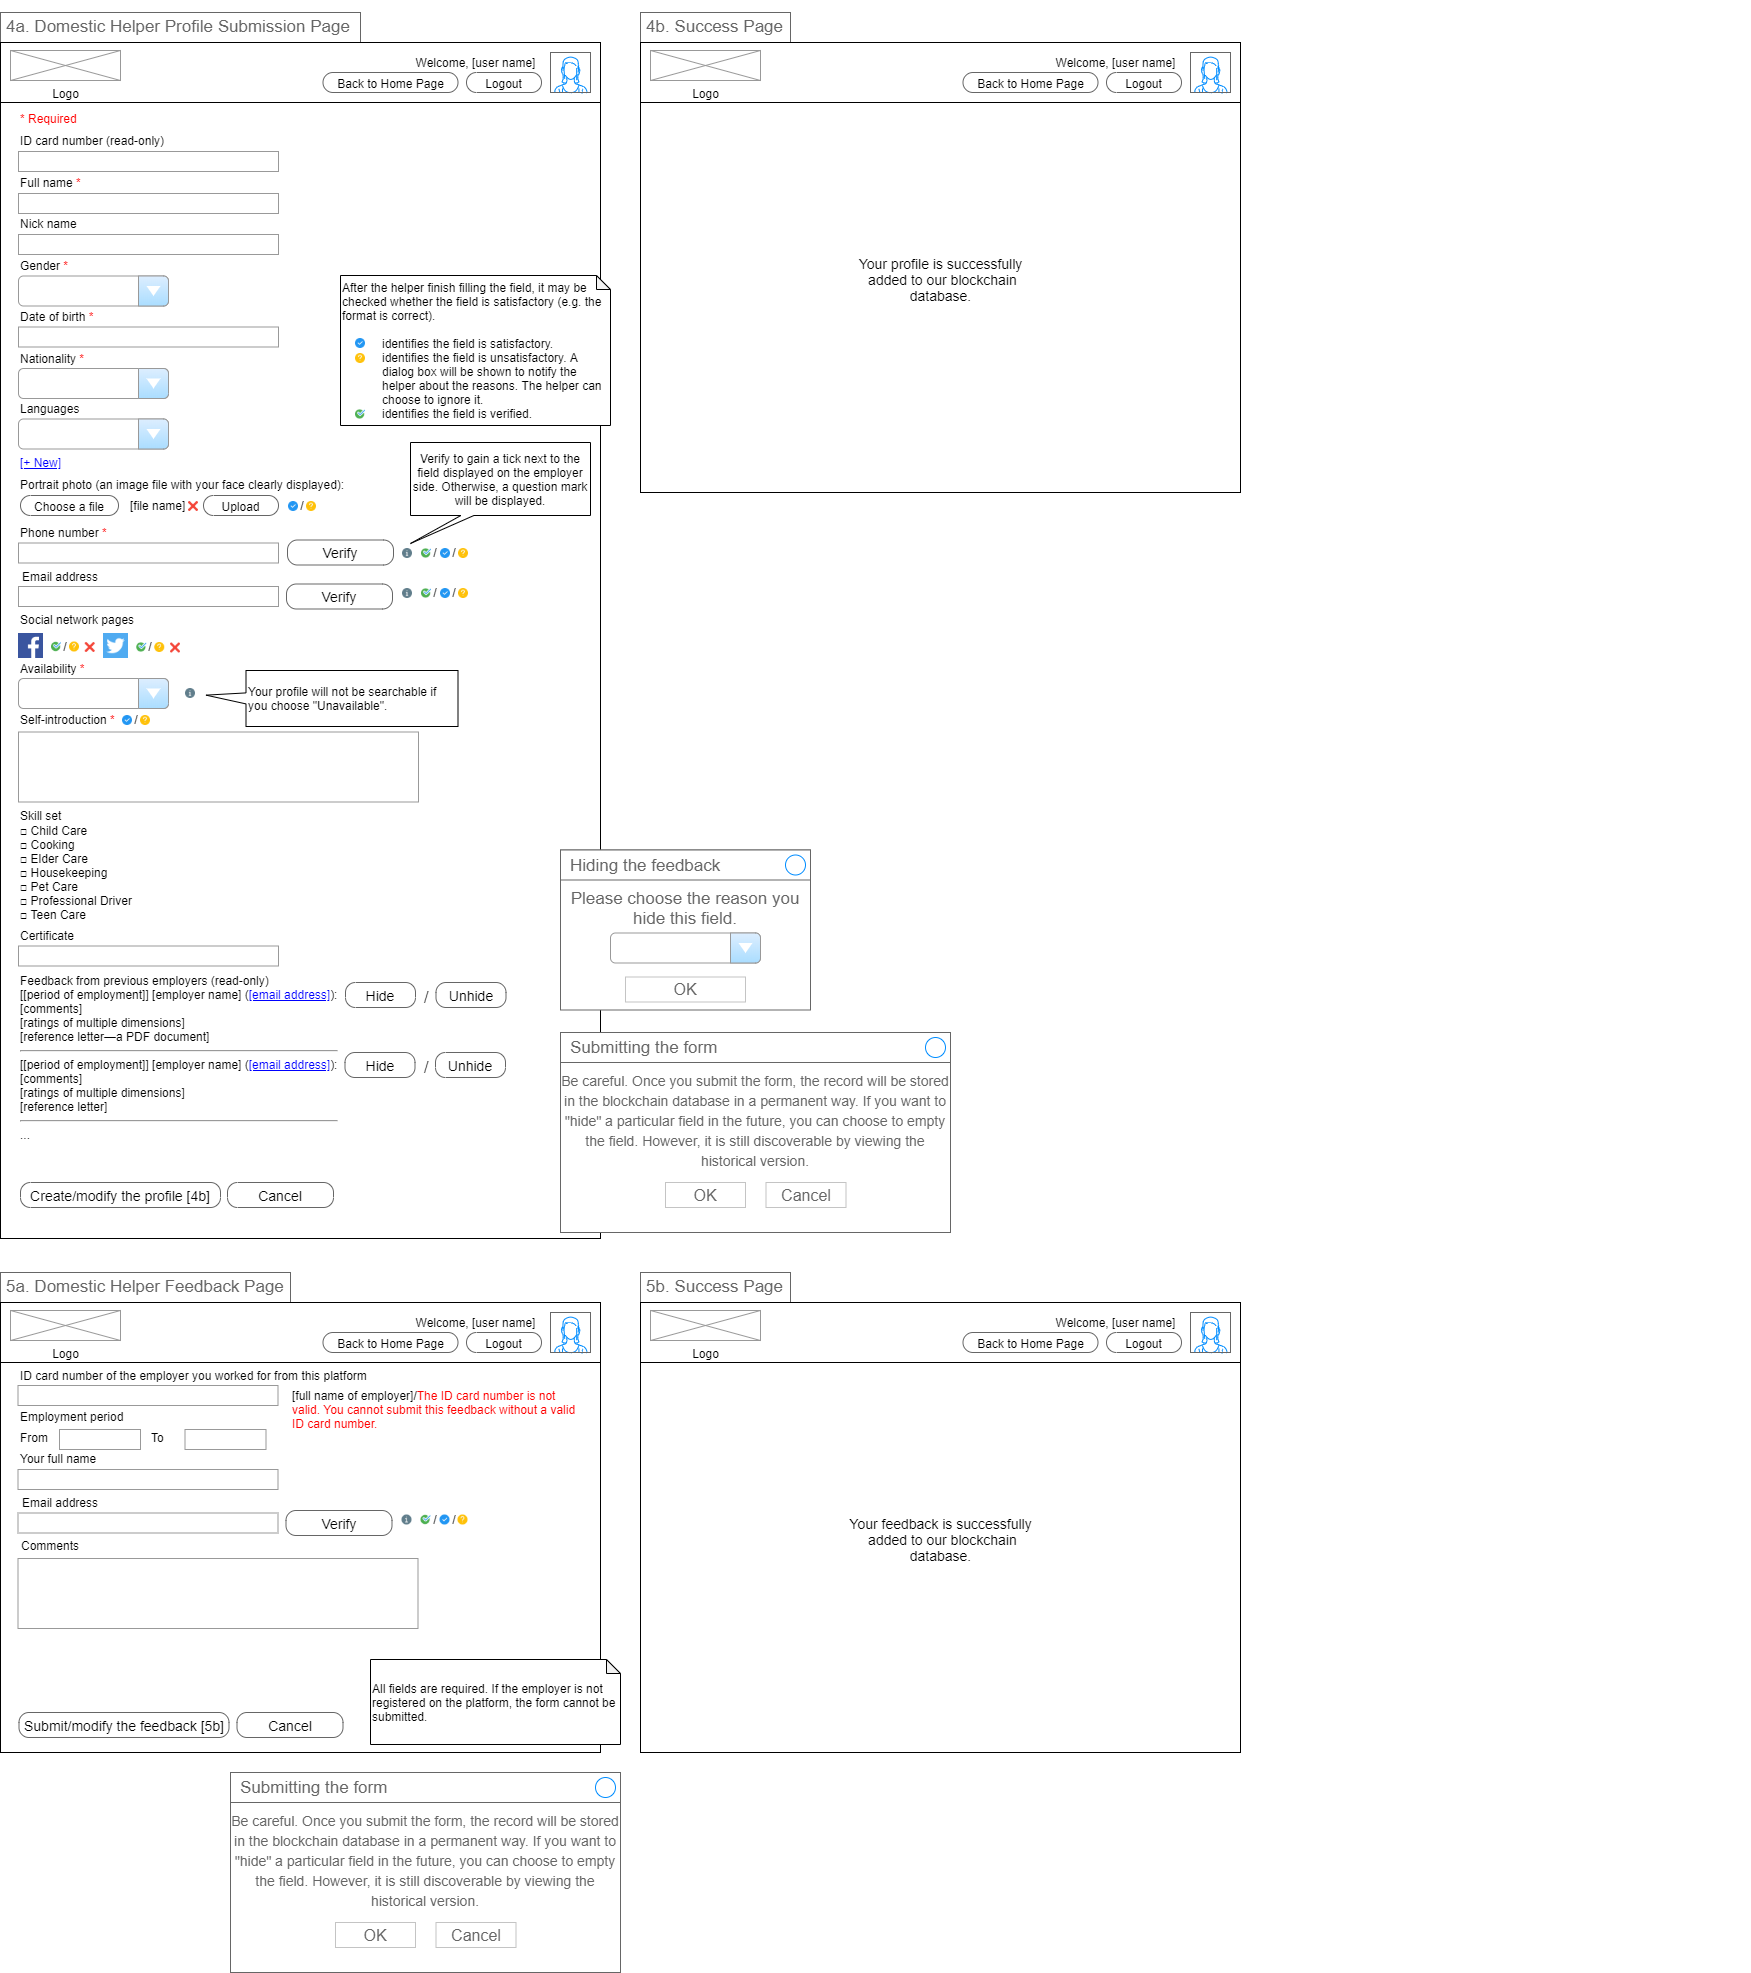 4a. Domestic Helper Profile Submission Page
Logo
Welcome, [user name]
Back to Home Page
Logout
* Required
ID card number (read-only)
Full name *
Nick name
Gender *
Date of birth *
Nationality *
Languages
[+ New]
After the helper finish filling the field, it may be
checked whether the field is satisfactory (e.g. the
format is correct).
identifies the field is satisfactory.
identifies the field is unsatisfactory. A
dialog box will be shown to notify the
helper about the reasons. The helper can
choose to ignore it.
identifies the field is verified.
Verify to gain a tick next to the
field displayed on the employer
side. Otherwise, a question mark
will be displayed.
Portrait photo (an image file with your face clearly displayed):
Choose a file
[file name]
Upload
/
Phone number *
Verify
/ /
Email address
Verify
/ /
Social network pages
/ /
Availability *
Your profile will not be searchable if
you choose "Unavailable".
Self-introduction * /
Skill set
□ Child Care
□ Cooking
□ Elder Care
□ Housekeeping
□ Pet Care
□ Professional Driver
□ Teen Care
Certificate
Feedback from previous employers (read-only)
[[period of employment]] [employer name] ([email address]):
[comments]
[ratings of multiple dimensions]
[reference letter—a PDF document]
Hide / Unhide
[[period of employment]] [employer name] ([email address]):
[comments]
[ratings of multiple dimensions]
[reference letter]
Hide / Unhide
...
Create/modify the profile [4b]
Cancel
Hiding the feedback
Please choose the reason you
hide this field.
OK
Submitting the form
Be careful. Once you submit the form, the record will be stored
in the blockchain database in a permanent way. If you want to
"hide" a particular field in the future, you can choose to empty
the field. However, it is still discoverable by viewing the
historical version.
OK
Cancel
4b. Success Page
Logo
Welcome, [user name]
Back to Home Page
Logout
Your profile is successfully
added to our blockchain
database.
5a. Domestic Helper Feedback Page
Logo
Welcome, [user name]
Back to Home Page
Logout
ID card number of the employer you worked for from this platform
[full name of employer]/The ID card number is not
valid. You cannot submit this feedback without a valid
ID card number.
Employment period
From
To
Your full name
Email address
Verify
/ /
Comments
All fields are required. If the employer is not
registered on the platform, the form cannot be
submitted.
Submit/modify the feedback [5b]
Cancel
Submitting the form
Be careful. Once you submit the form, the record will be stored
in the blockchain database in a permanent way. If you want to
"hide" a particular field in the future, you can choose to empty
the field. However, it is still discoverable by viewing the
historical version.
OK
Cancel
5b. Success Page
Logo
Welcome, [user name]
Back to Home Page
Logout
Your feedback is successfully
added to our blockchain
database.